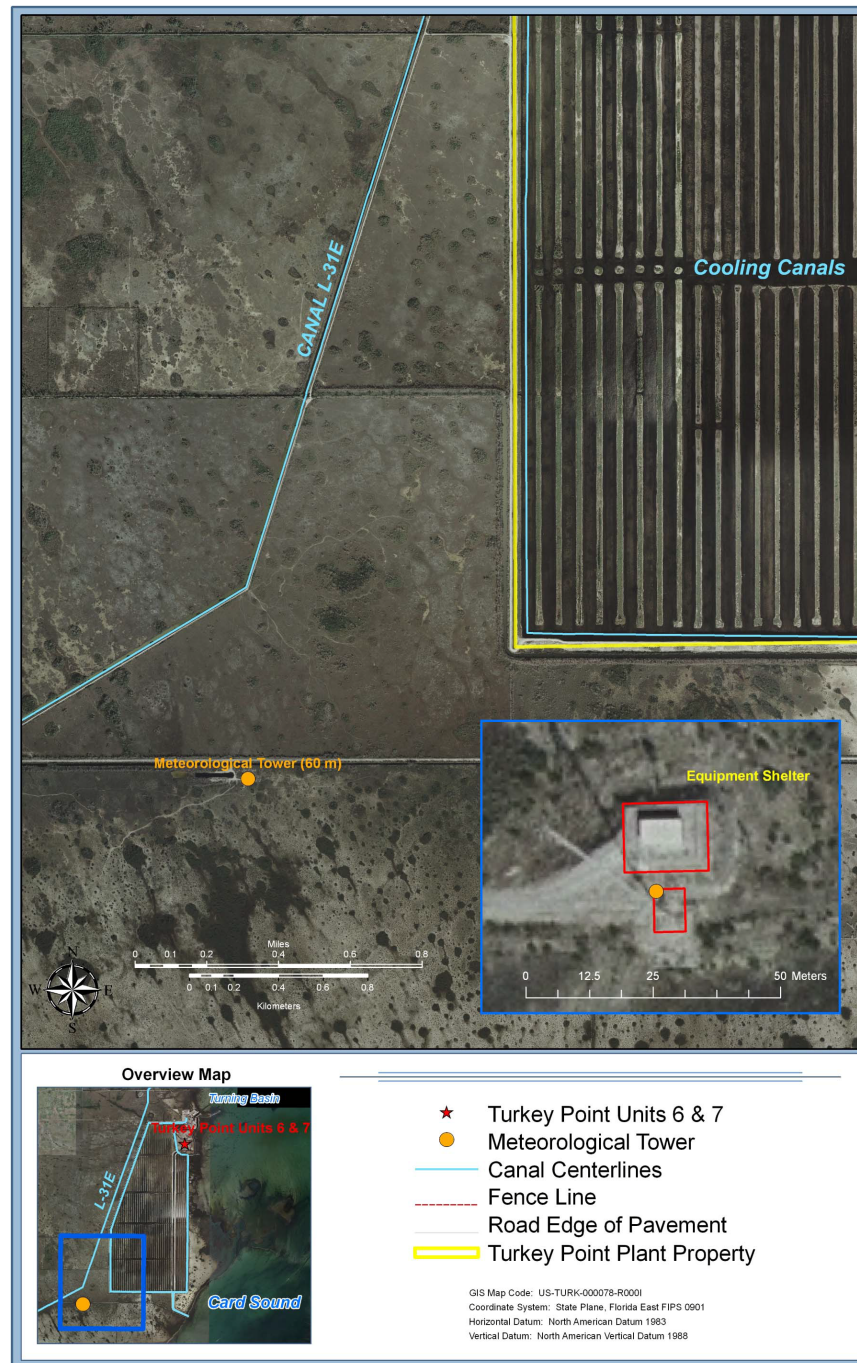 CANAL L-31E
Cooling Canals
Meteorological Tower (60 m)
Equipment Shelter
0 12.5 25 50 Meters
Miles
0 0.1 0.2 0.4 0.6 0.8
0 0.1 0.2 0.4 0.6 0.8
Kilometers
N
W E
S
Overview Map
Turning Basin
Turkey Point Units 6 & 7
L-31E
Card Sound
Turkey Point Units 6 & 7
Meteorological Tower
Canal Centerlines
Fence Line
Road Edge of Pavement
Turkey Point Plant Property
GIS Map Code: US-TURK-000078-R000I
Coordinate System: State Plane, Florida East FIPS 0901
Horizontal Datum: North American Datum 1983
Vertical Datum: North American Vertical Datum 1988